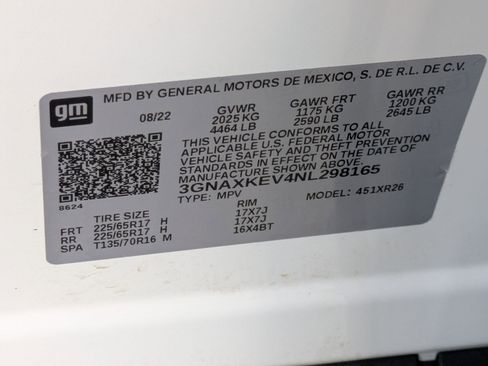 gm
MFD BY GENERAL MOTORS DE MEXICO, S. DE R.L. DE C.V.
08/22 GVWR GAWR FRT GAWR RR
2025 KG 1175 KG 1200 KG
4464 LB 2590 LB 2645 LB
THIS VEHICLE CONFORMS TO ALL
APPLICABLE U.S. FEDERAL MOTOR
VEHICLE SAFETY AND THEFT PREVENTION
STANDARDS IN EFFECT ON THE DATE OF
MANUFACTURE SHOWN ABOVE.
3GNAXKEV4NL298165
8624
TYPE: MPV MODEL: 451XR26
TIRE SIZE RIM
FRT 225/65R17 H 17X7J
RR 225/65R17 H 17X7J
SPA T135/70R16 M 16X4BT